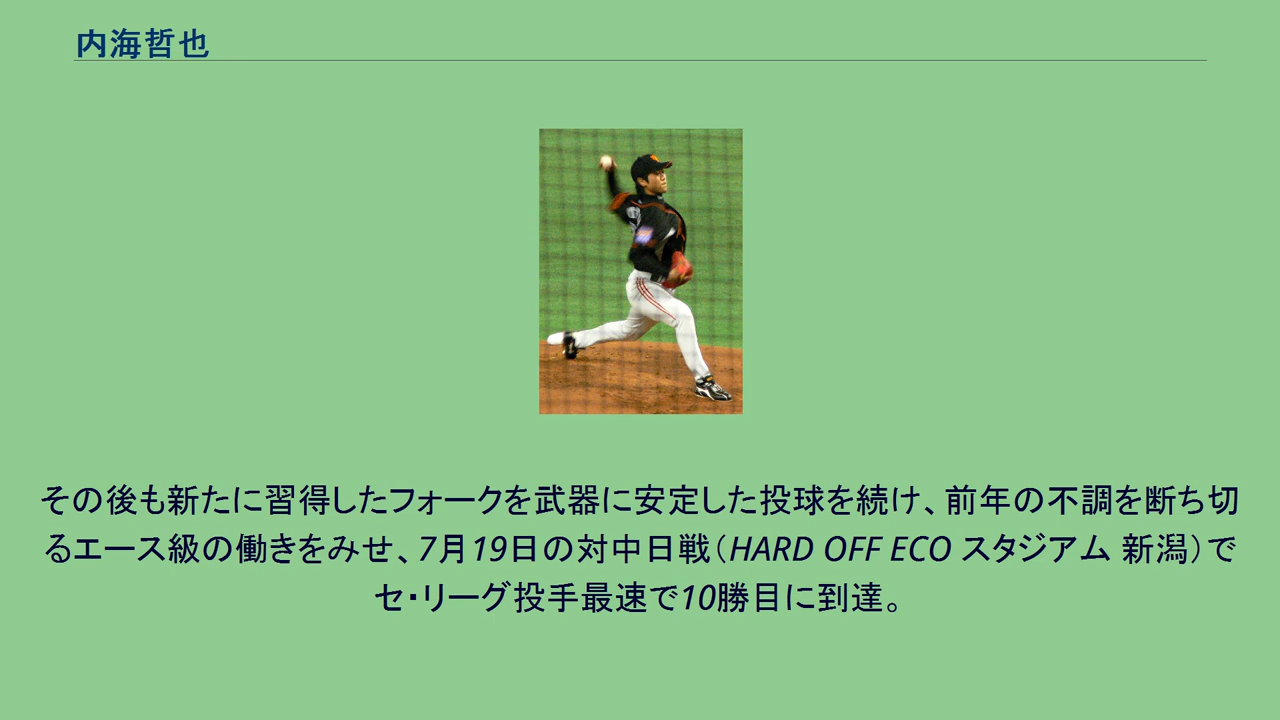 内海哲也
その後も新たに習得したフォークを武器に安定した投球を続け、前年の不調を断ち切
るエース級の働きをみせ、7月19日の対中日戦（HARD OFF ECO スタジアム 新潟）で
セ・リーグ投手最速で10勝目に到達。